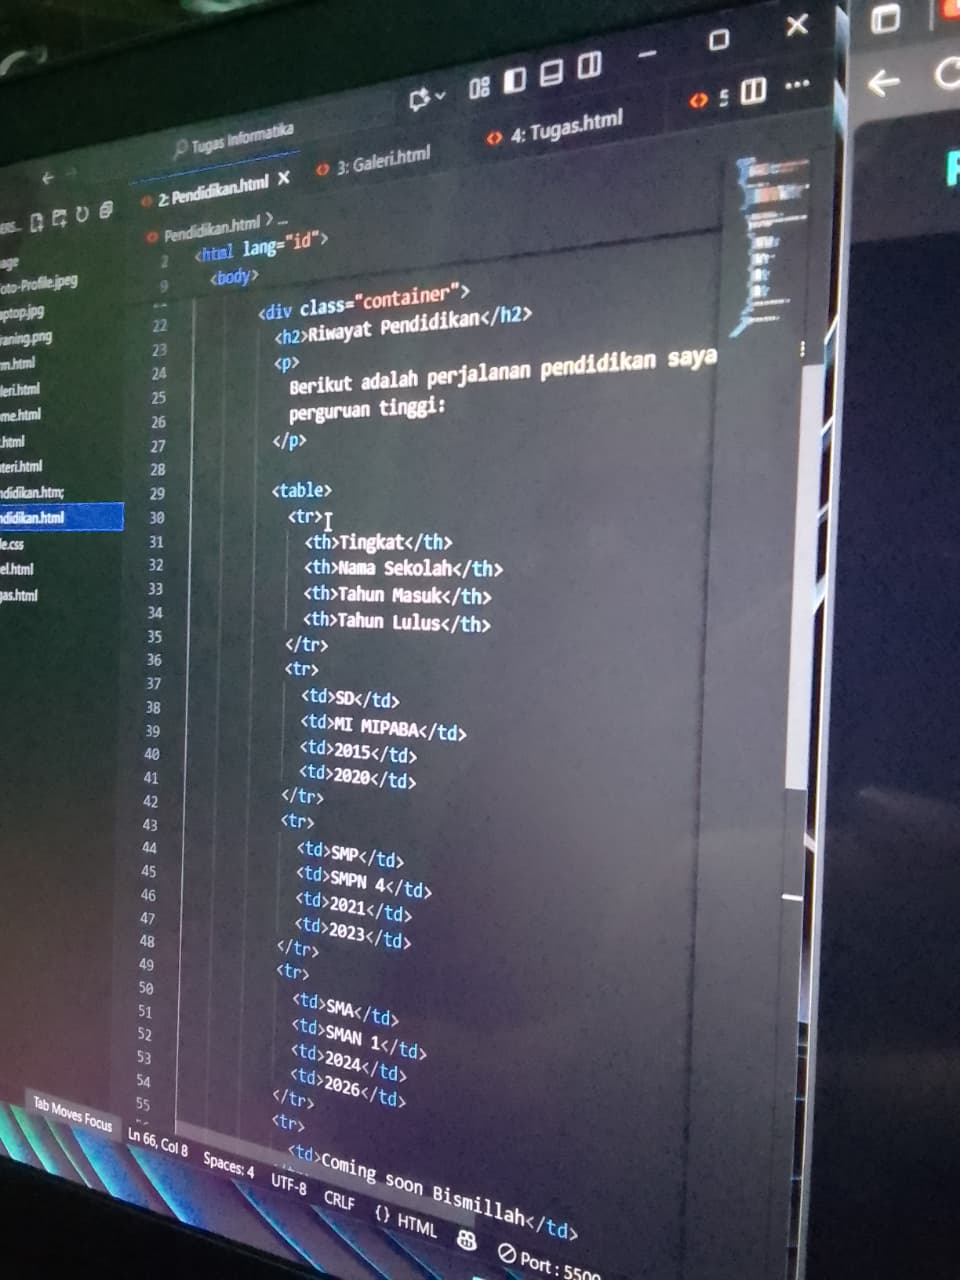 Tugas Informatika
2: Pendidikan.html
3: Galeri.html
4: Tugas.html
5
Pendidikan.html > ...
oto-Profile.jpeg
aptop.jpg
aning.png
m.html
leri.html
me.html
.html
teri.html
ndidikan.htm;
ndidikan.html
le.css
el.html
gas.html
2 <html lang="id">
9 <body>
22 <div class="container">
23 <h2>Riwayat Pendidikan</h2>
24 <p>
25 Berikut adalah perjalanan pendidikan saya
26 perguruan tinggi:
27 </p>
28
29 <table>
30 <tr>
31 <th>Tingkat</th>
32 <th>Nama Sekolah</th>
33 <th>Tahun Masuk</th>
34 <th>Tahun Lulus</th>
35 </tr>
36 <tr>
37 <td>SD</td>
38 <td>MI MIPABA</td>
39 <td>2015</td>
40 <td>2020</td>
41 </tr>
42 <tr>
43 <td>SMP</td>
44 <td>SMPN 4</td>
45 <td>2021</td>
46 <td>2023</td>
47 </tr>
48 <tr>
49 <td>SMA</td>
50 <td>SMAN 1</td>
51 <td>2024</td>
52 <td>2026</td>
53 </tr>
54 <tr>
55 <td>Coming soon Bismillah</td>
Tab Moves Focus
Ln 66, Col 8
Spaces: 4
UTF-8
CRLF
{} HTML
Port : 5500